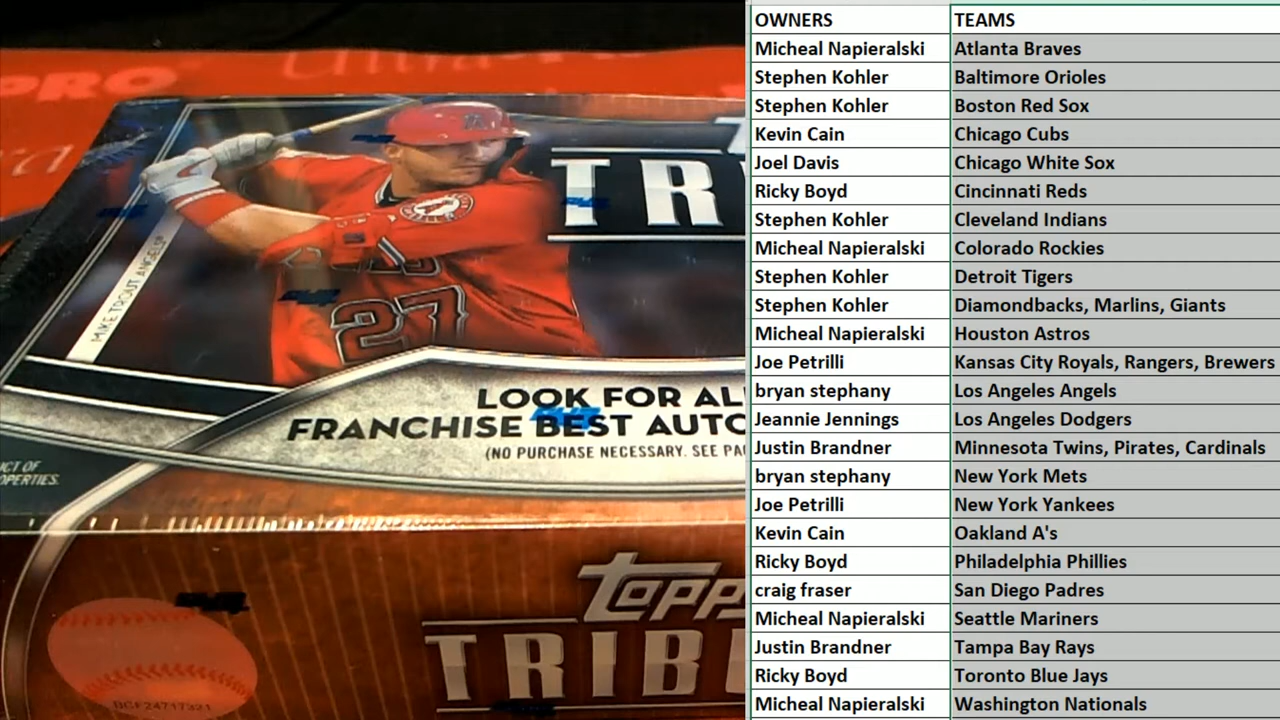 PRO
MIKE TROUT ANGELS®
TR
LOOK FOR AL
FRANCHISE BEST AUTO
(NO PURCHASE NECESSARY. SEE PA
CT OF
OPERTIES.
TOPP
TRIBU
OWNERS TEAMS
Micheal Napieralski Atlanta Braves
Stephen Kohler Baltimore Orioles
Stephen Kohler Boston Red Sox
Kevin Cain Chicago Cubs
Joel Davis Chicago White Sox
Ricky Boyd Cincinnati Reds
Stephen Kohler Cleveland Indians
Micheal Napieralski Colorado Rockies
Stephen Kohler Detroit Tigers
Stephen Kohler Diamondbacks, Marlins, Giants
Micheal Napieralski Houston Astros
Joe Petrilli Kansas City Royals, Rangers, Brewers
bryan stephany Los Angeles Angels
Jeannie Jennings Los Angeles Dodgers
Justin Brandner Minnesota Twins, Pirates, Cardinals
bryan stephany New York Mets
Joe Petrilli New York Yankees
Kevin Cain Oakland A's
Ricky Boyd Philadelphia Phillies
craig fraser San Diego Padres
Micheal Napieralski Seattle Mariners
Justin Brandner Tampa Bay Rays
Ricky Boyd Toronto Blue Jays
Micheal Napieralski Washington Nationals
27